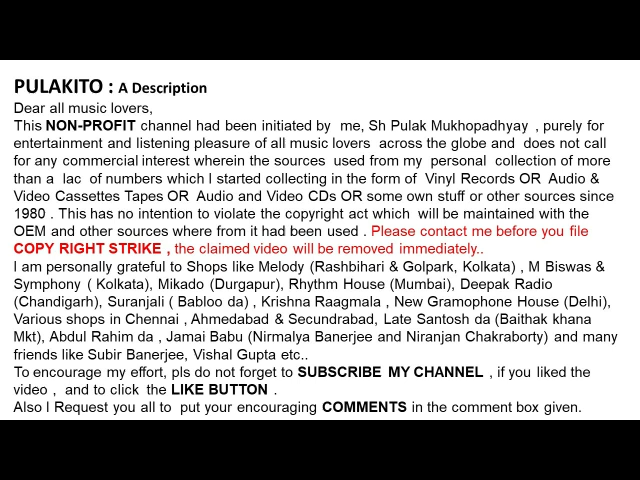 PULAKITO : A Description
Dear all music lovers,
This NON-PROFIT channel had been initiated by me, Sh Pulak Mukhopadhyay , purely for
entertainment and listening pleasure of all music lovers across the globe and does not call
for any commercial interest wherein the sources used from my personal collection of more
than a lac of numbers which I started collecting in the form of Vinyl Records OR Audio &
Video Cassettes Tapes OR Audio and Video CDs OR some own stuff or other sources since
1980 . This has no intention to violate the copyright act which will be maintained with the
OEM and other sources where from it had been used . Please contact me before you file
COPY RIGHT STRIKE , the claimed video will be removed immediately..
I am personally grateful to Shops like Melody (Rashbihari & Golpark, Kolkata) , M Biswas &
Symphony ( Kolkata), Mikado (Durgapur), Rhythm House (Mumbai), Deepak Radio
(Chandigarh), Suranjali ( Babloo da) , Krishna Raagmala , New Gramophone House (Delhi),
Various shops in Chennai , Ahmedabad & Secundrabad, Late Santosh da (Baithak khana
Mkt), Abdul Rahim da , Jamai Babu (Nirmalya Banerjee and Niranjan Chakraborty) and many
friends like Subir Banerjee, Vishal Gupta etc..
To encourage my effort, pls do not forget to SUBSCRIBE MY CHANNEL , if you liked the
video , and to click the LIKE BUTTON .
Also I Request you all to put your encouraging COMMENTS in the comment box given.